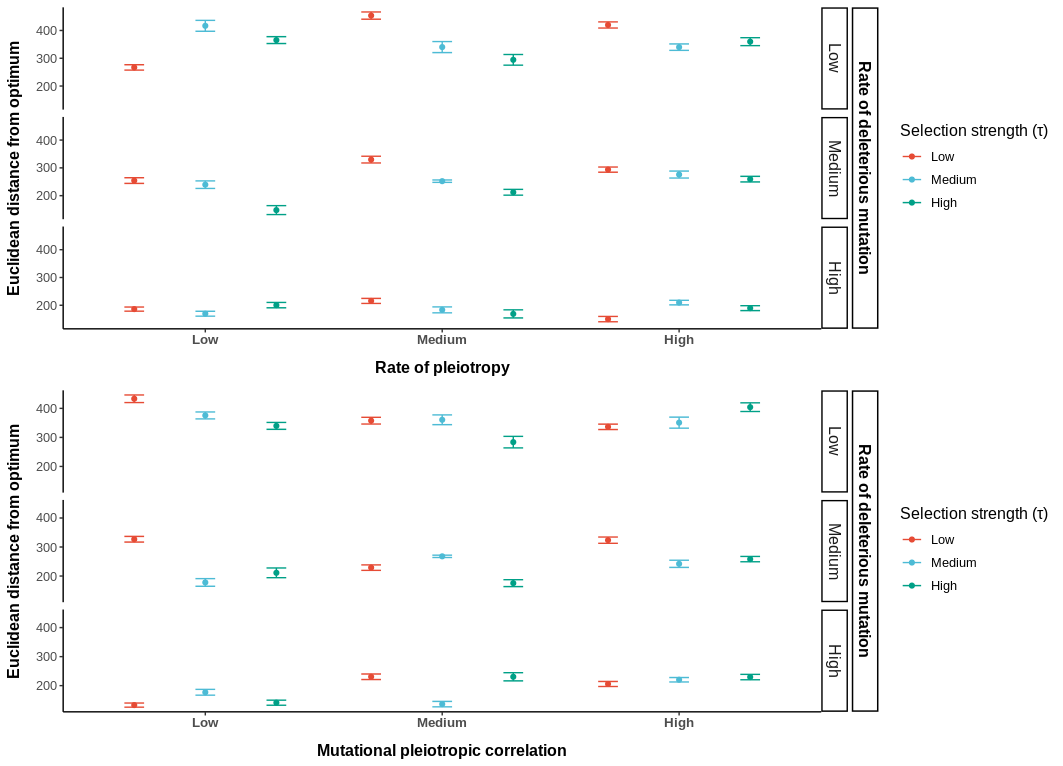 Euclidean distance from optimum
400
300
200
Low
400
300
200
Medium
400
300
200
High
Rate of deleterious mutation
Low
Medium
High
Rate of pleiotropy
Selection strength (τ)
Low
Medium
High
Euclidean distance from optimum
400
300
200
Low
400
300
200
Medium
400
300
200
High
Rate of deleterious mutation
Low
Medium
High
Mutational pleiotropic correlation
Selection strength (τ)
Low
Medium
High